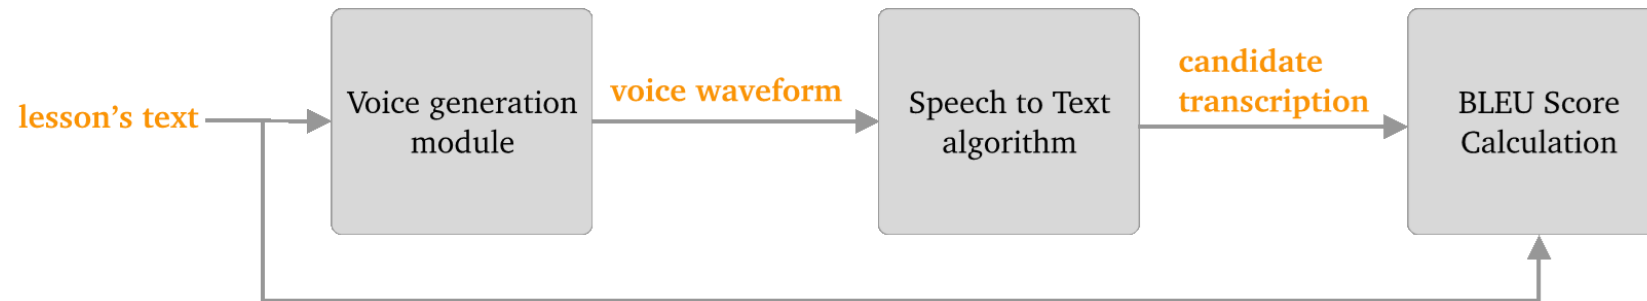 lesson’s text
Voice generation
module
voice waveform
Speech to Text
algorithm
candidate
transcription
BLEU Score
Calculation